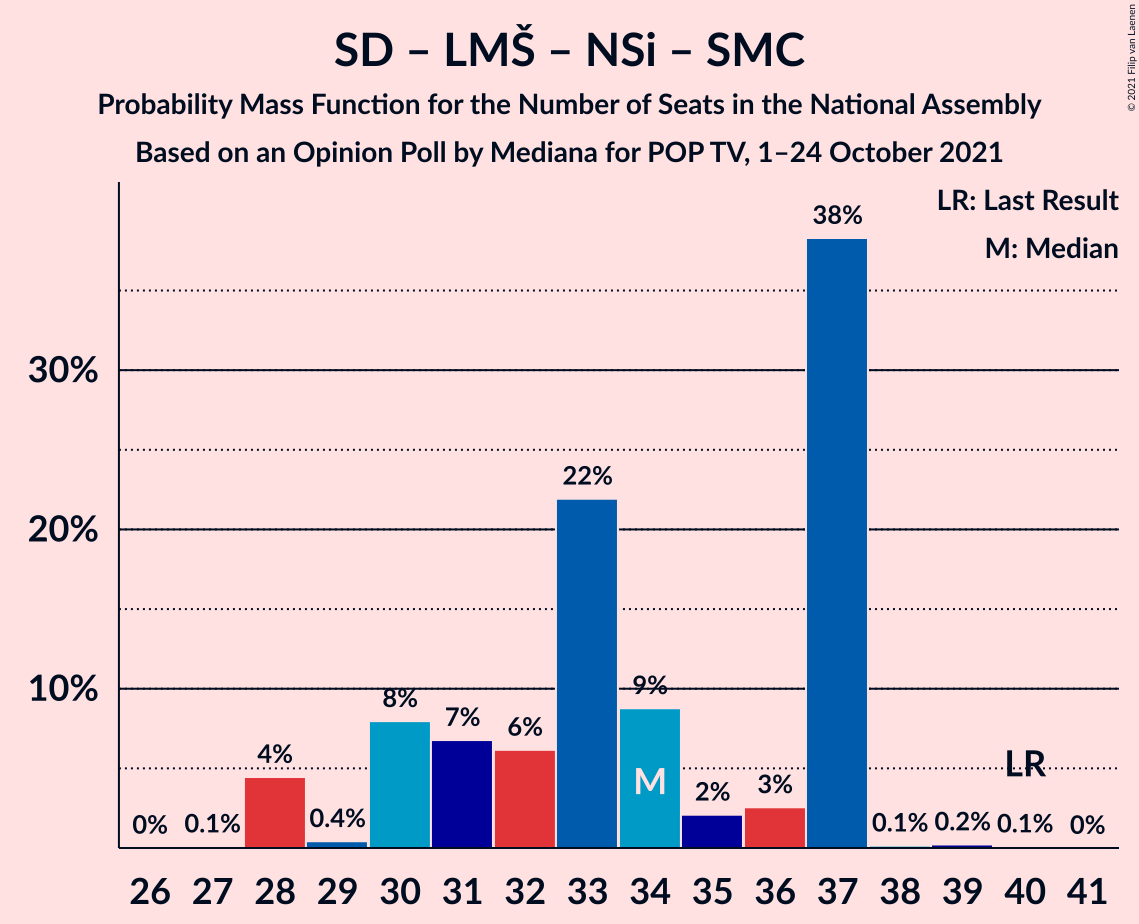 SD – LMŠ – NSi – SMC
Probability Mass Function for the Number of Seats in the National Assembly
Based on an Opinion Poll by Mediana for POP TV, 1–24 October 2021
© 2021 Filip van Laenen
LR: Last Result
M: Median
30%
20%
10%
0% 0.1% 4% 0.4% 8% 7% 6% 22% 9% 2% 3% 38% 0.1% 0.2% 0.1% 0%
M
LR
26 27 28 29 30 31 32 33 34 35 36 37 38 39 40 41